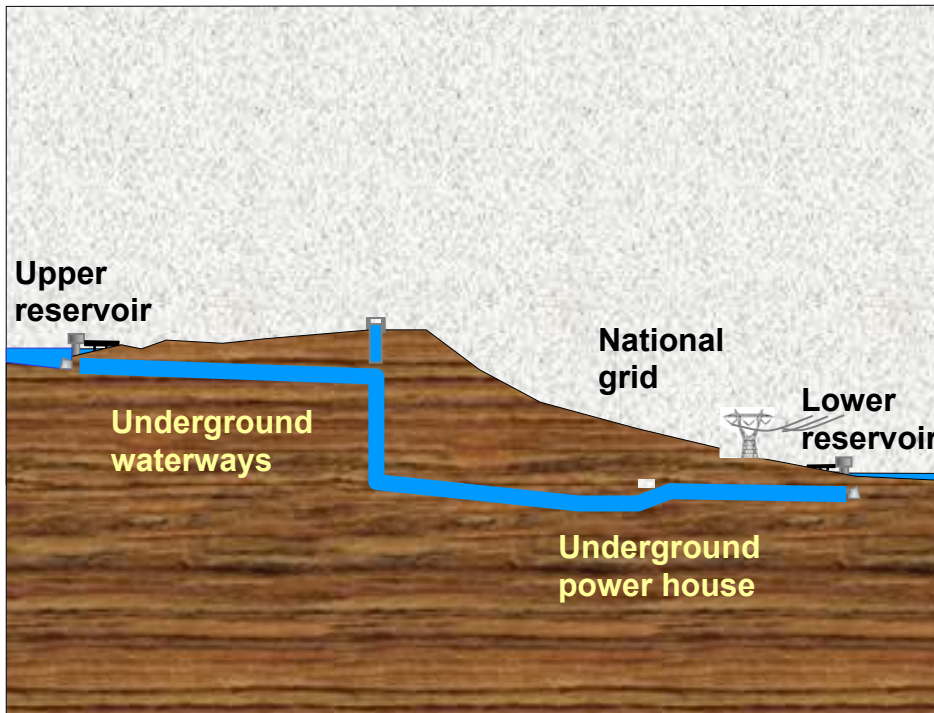 Upper
reservoir
National
grid
Lower
reservoir
Underground
waterways
Underground
power house